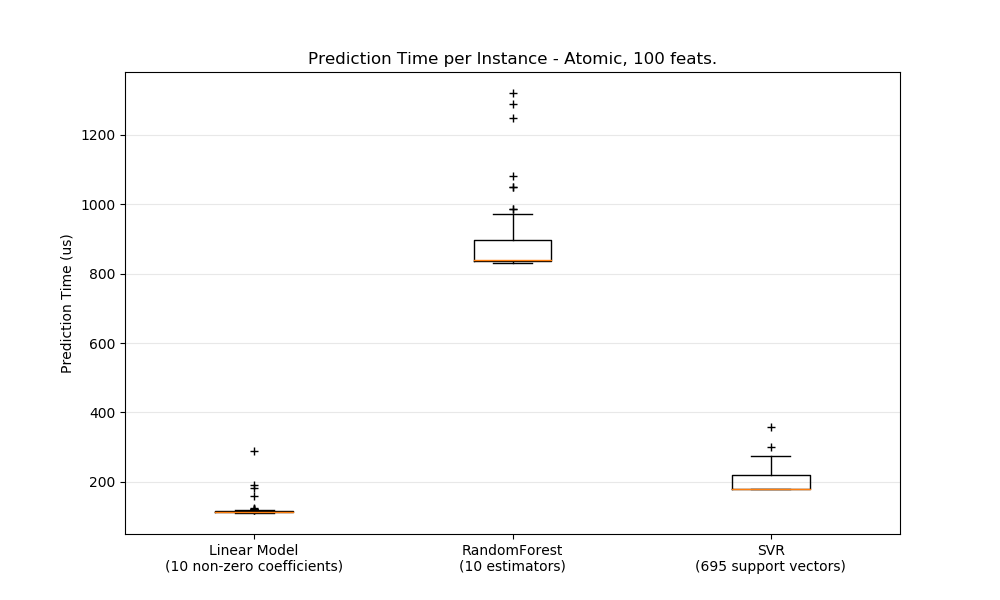 Prediction Time per Instance - Atomic, 100 feats.
Prediction Time (us)
1200
1000
800
600
400
200
Linear Model
(10 non-zero coefficients)
RandomForest
(10 estimators)
SVR
(695 support vectors)